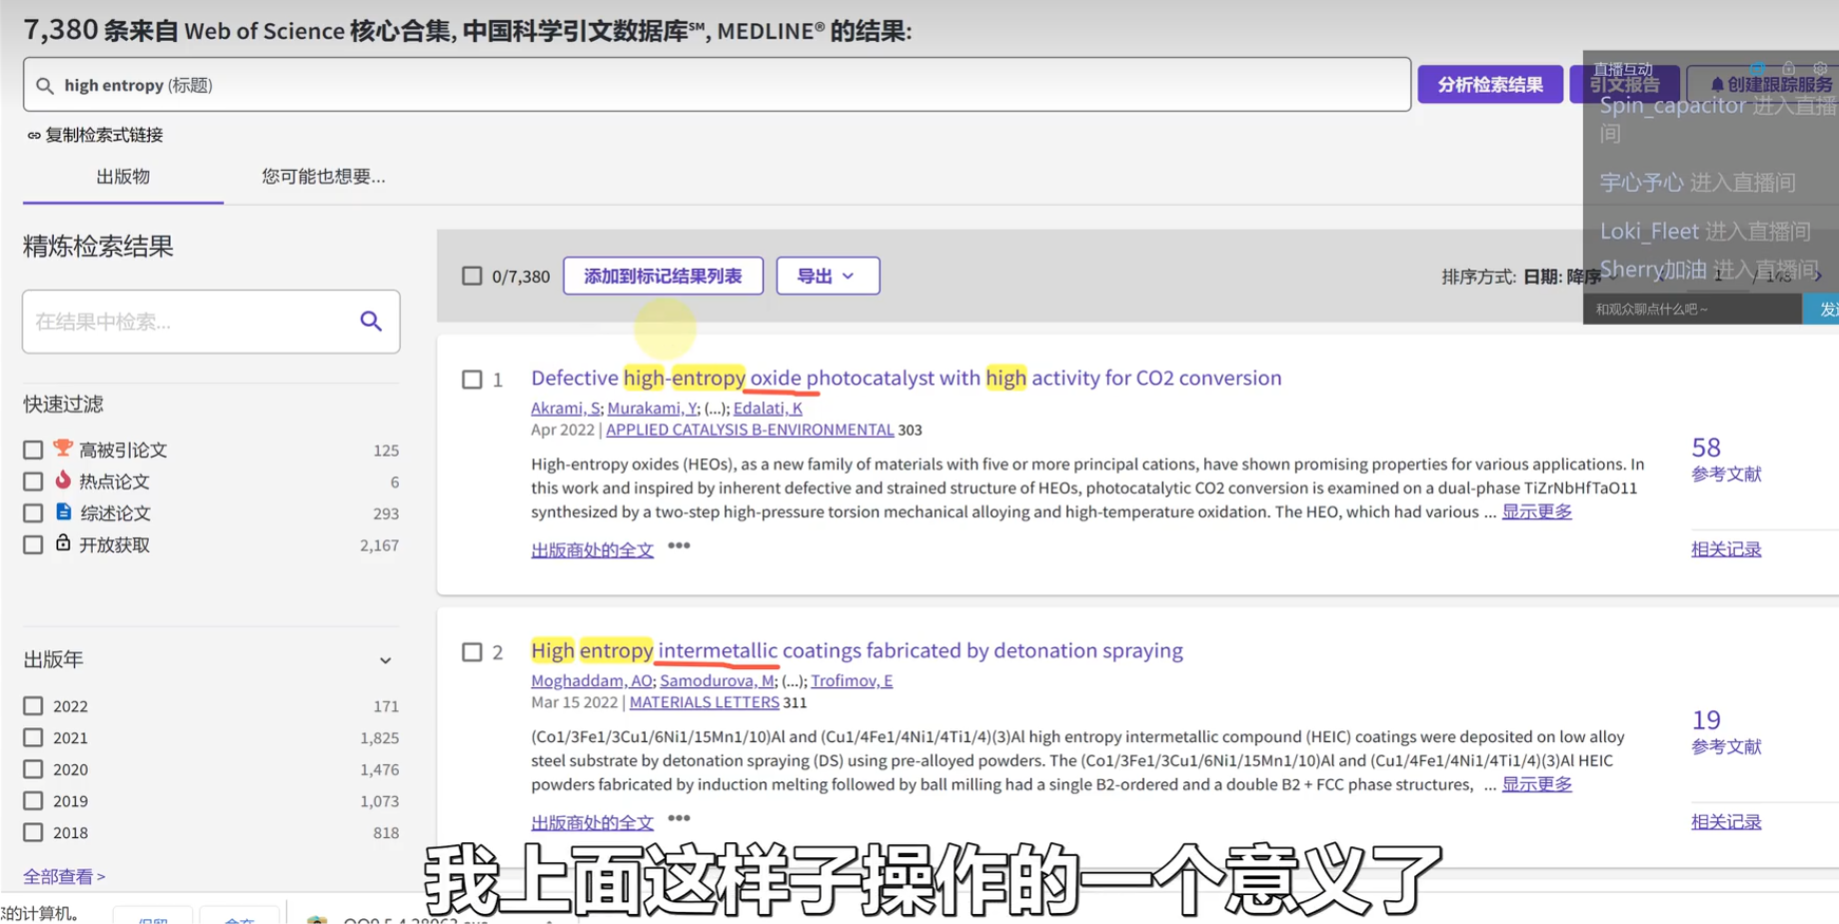 7,380 条来自 Web of Science 核心合集, 中国科学引文数据库℠, MEDLINE® 的结果:
high entropy (标题)
分析检索结果
引文报告
创建跟踪服务
直播互动
Spin_capacitor 进入直播
间
宇心予心 进入直播间
Loki_Fleet 进入直播间
Sherry加油 进入直播间
和观众聊点什么吧～
复制检索式链接
出版物
您可能也想要...
精炼检索结果
在结果中检索...
快速过滤
高被引论文 125
热点论文 6
综述论文 293
开放获取 2,167
出版年
2022 171
2021 1,825
2020 1,476
2019 1,073
2018 818
全部查看 >
0/7,380 添加到标记结果列表 导出
排序方式: 日期: 降序 1 /
1 Defective high-entropy oxide photocatalyst with high activity for CO2 conversion
Akrami, S; Murakami, Y; (...); Edalati, K
Apr 2022 | APPLIED CATALYSIS B-ENVIRONMENTAL 303
High-entropy oxides (HEOs), as a new family of materials with five or more principal cations, have shown promising properties for various applications. In
this work and inspired by inherent defective and strained structure of HEOs, photocatalytic CO2 conversion is examined on a dual-phase TiZrNbHfTaO11
synthesized by a two-step high-pressure torsion mechanical alloying and high-temperature oxidation. The HEO, which had various ... 显示更多
出版商处的全文 •••
58
参考文献
相关记录
2 High entropy intermetallic coatings fabricated by detonation spraying
Moghaddam, AO; Samodurova, M; (...); Trofimov, E
Mar 15 2022 | MATERIALS LETTERS 311
(Co1/3Fe1/3Cu1/6Ni1/15Mn1/10)Al and (Cu1/4Fe1/4Ni1/4Ti1/4)(3)Al high entropy intermetallic compound (HEIC) coatings were deposited on low alloy
steel substrate by detonation spraying (DS) using pre-alloyed powders. The (Co1/3Fe1/3Cu1/6Ni1/15Mn1/10)Al and (Cu1/4Fe1/4Ni1/4Ti1/4)(3)Al HEIC
powders fabricated by induction melting followed by ball milling had a single B2-ordered and a double B2 + FCC phase structures, ... 显示更多
出版商处的全文 •••
19
参考文献
相关记录
我上面这样子操作的一个意义了
的计算机。